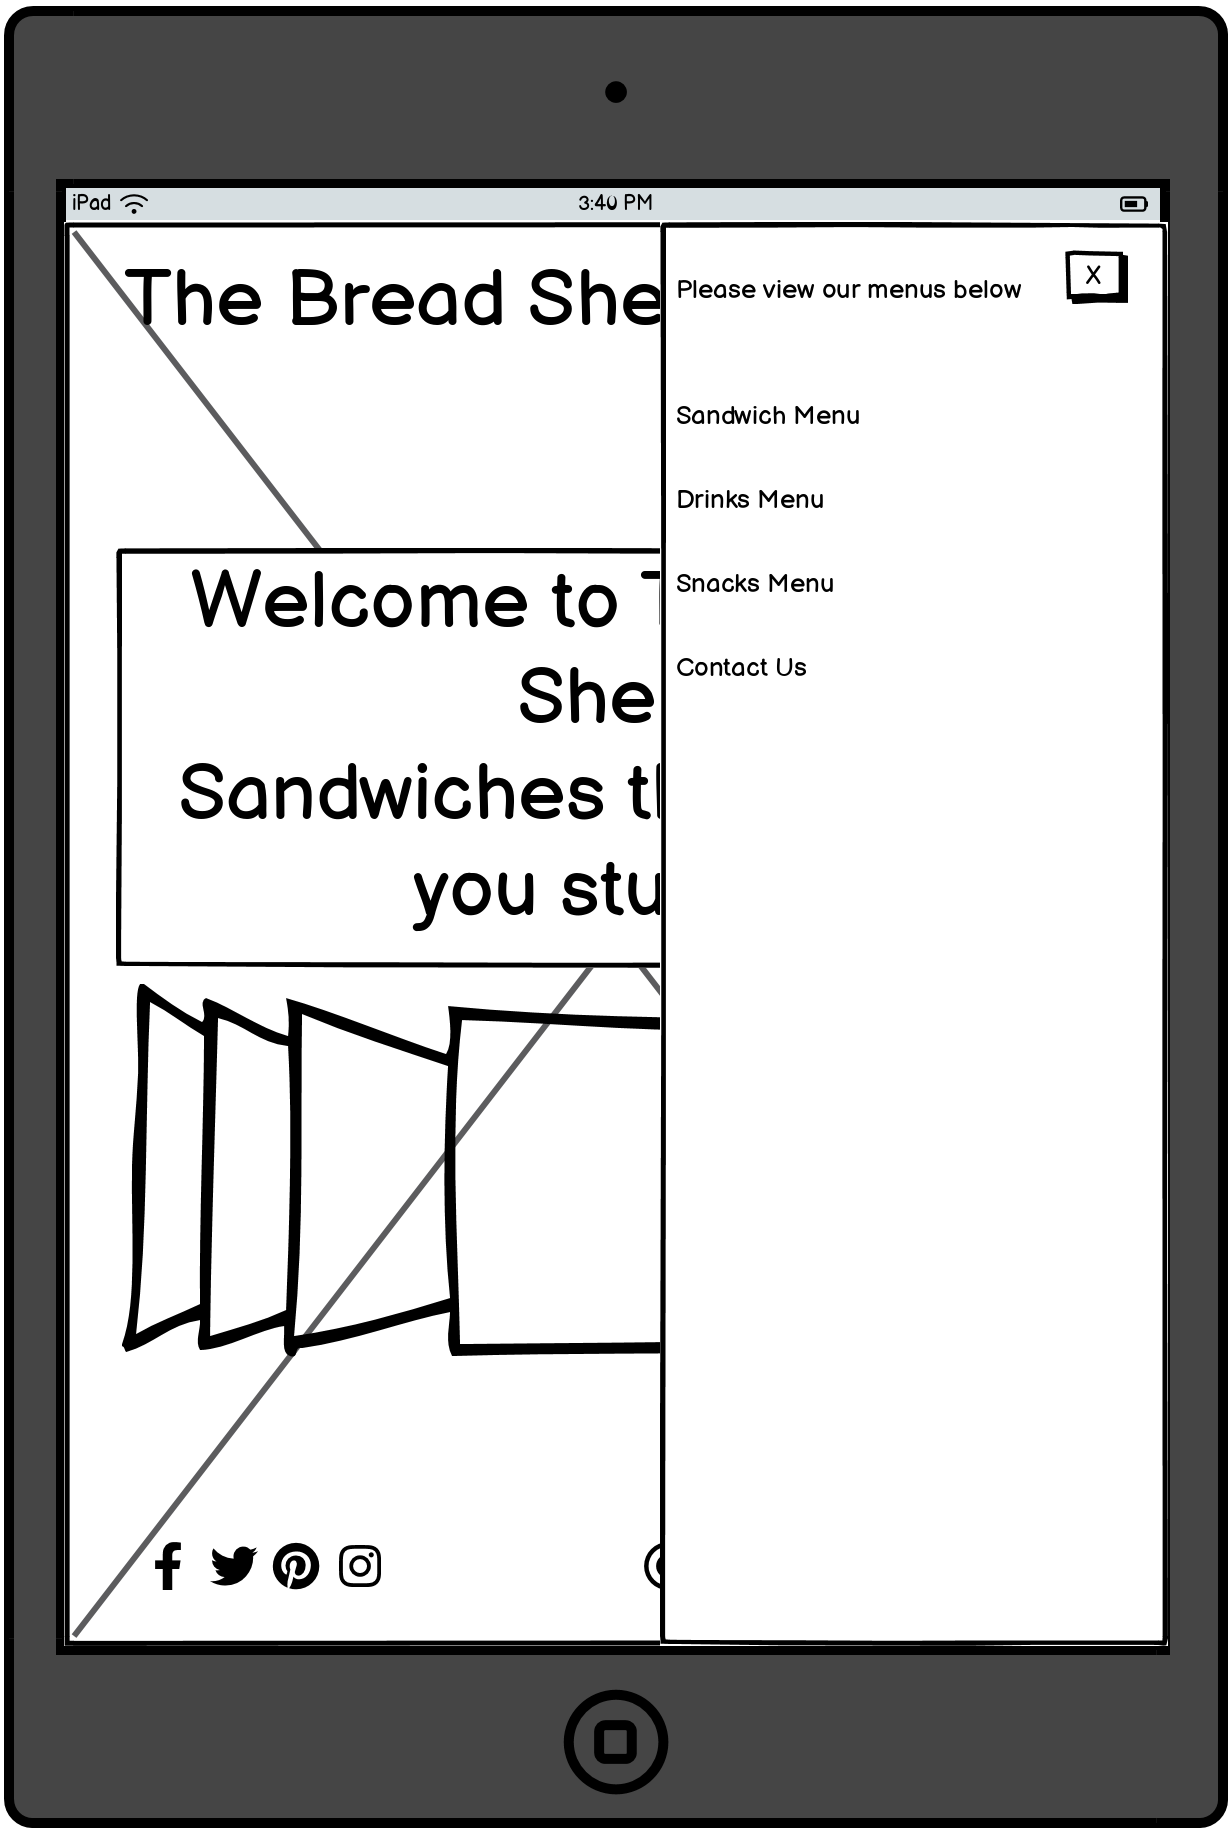 iPad
3:40 PM
The Bread She
Please view our menus below
X
Sandwich Menu
Drinks Menu
Snacks Menu
Contact Us
Welcome to
She
Sandwiches
you stu